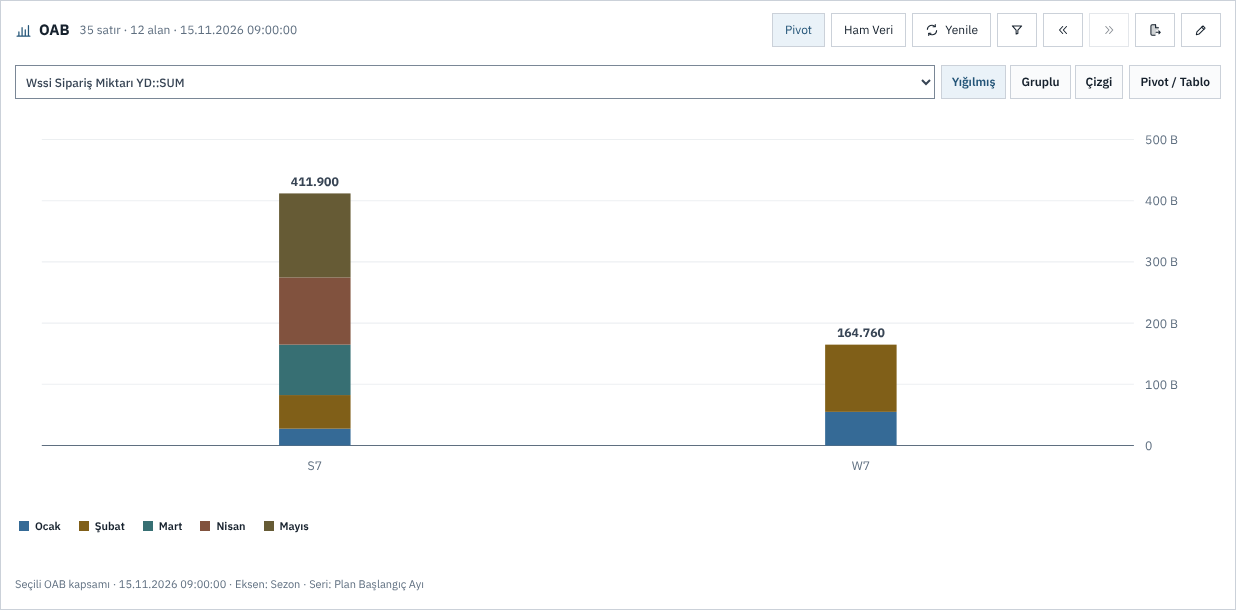 OAB 35 satır · 12 alan · 15.11.2026 09:00:00 Pivot Ham Veri Yenile
Wssi Sipariş Miktarı YD::SUM Yığılmış Gruplu Çizgi Pivot / Tablo
500 B
411.900
400 B
300 B
200 B
164.760
100 B
0
S7 W7
Ocak Şubat Mart Nisan Mayıs
Seçili OAB kapsamı · 15.11.2026 09:00:00 · Eksen: Sezon · Seri: Plan Başlangıç Ayı